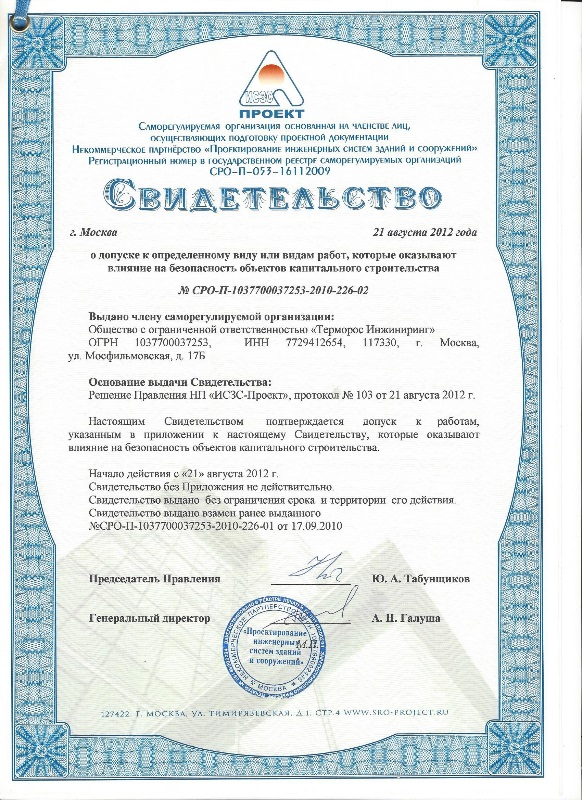 ИСЗС
ПРОЕКТ
Саморегулируемая организация основанная на членстве лиц,
осуществляющих подготовку проектной документации
Некоммерческое партнёрство «Проектирование инженерных систем зданий и сооружений»
Регистрационный номер в государственном реестре саморегулируемых организаций
СРО-П-053-16112009
Свидетельство
г. Москва 21 августа 2012 года
о допуске к определенному виду или видам работ, которые оказывают
влияние на безопасность объектов капитального строительства
№ СРО-П-1037700037253-2010-226-02
Выдано члену саморегулируемой организации:
Общество с ограниченной ответственностью «Терморос Инжиниринг»
ОГРН 1037700037253, ИНН 7729412654, 117330, г. Москва,
ул. Мосфильмовская, д. 17Б
Основание выдачи Свидетельства:
Решение Правления НП «ИСЗС-Проект», протокол № 103 от 21 августа 2012 г.
Настоящим Свидетельством подтверждается допуск к работам,
указанным в приложении к настоящему Свидетельству, которые оказывают
влияние на безопасность объектов капитального строительства.
Начало действия с «21» августа 2012 г.
Свидетельство без Приложения не действительно.
Свидетельство выдано без ограничения срока и территории его действия.
Свидетельство выдано взамен ранее выданного
№СРО-П-1037700037253-2010-226-01 от 17.09.2010
Председатель Правления Ю. А. Табунщиков
Генеральный директор А. Н. Галуша
М.П.
НЕКОММЕРЧЕСКОЕ ПАРТНЕРСТВО
«Проектирование
инженерных
систем зданий
и сооружений»
МОСКВА
127422, Г. МОСКВА, УЛ. ТИМИРЯЗЕВСКАЯ, Д.1, СТР.4 WWW.SRO-PROJECT.RU